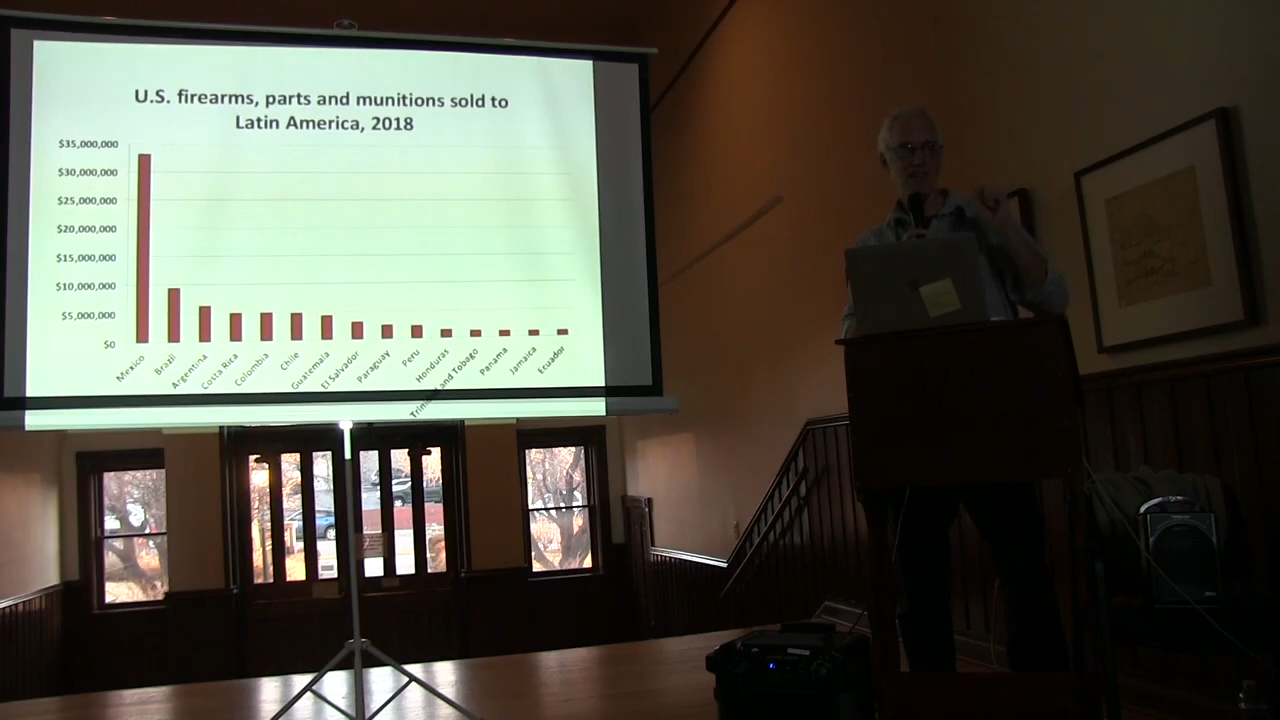 U.S. firearms, parts and munitions sold to
Latin America, 2018
$35,000,000
$30,000,000
$25,000,000
$20,000,000
$15,000,000
$10,000,000
$5,000,000
$0
Mexico
Brazil
Argentina
Costa Rica
Colombia
Chile
Guatemala
El Salvador
Paraguay
Peru
Honduras
Trinidad and Tobago
Panama
Jamaica
Ecuador